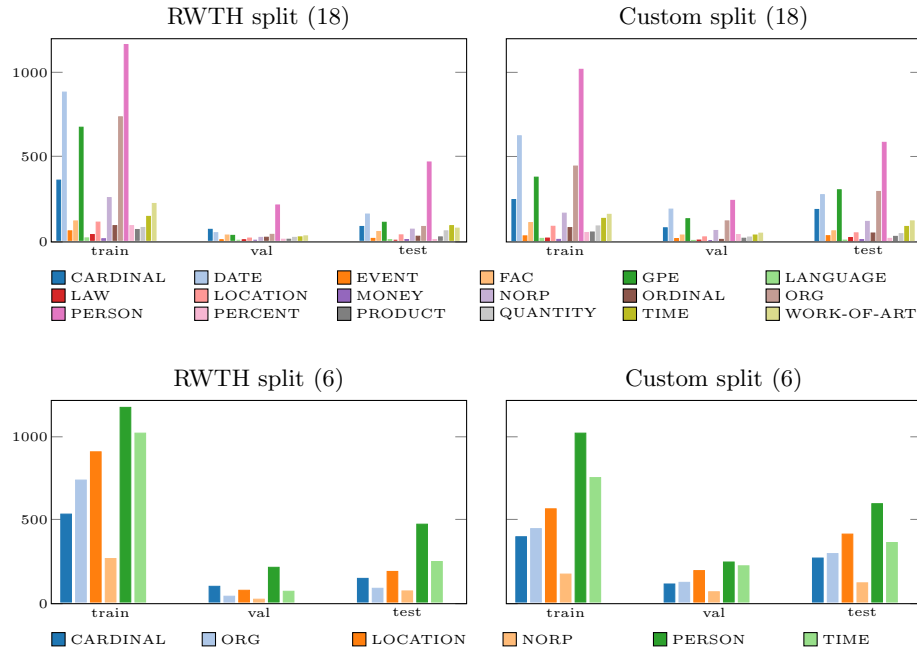 RWTH split (18) Custom split (18)
1000
500
0
train val test train val test
CARDINAL DATE EVENT FAC GPE LANGUAGE
LAW LOCATION MONEY NORP ORDINAL ORG
PERSON PERCENT PRODUCT QUANTITY TIME WORK-OF-ART
RWTH split (6) Custom split (6)
1000
500
0
train val test train val test
CARDINAL ORG LOCATION NORP PERSON TIME